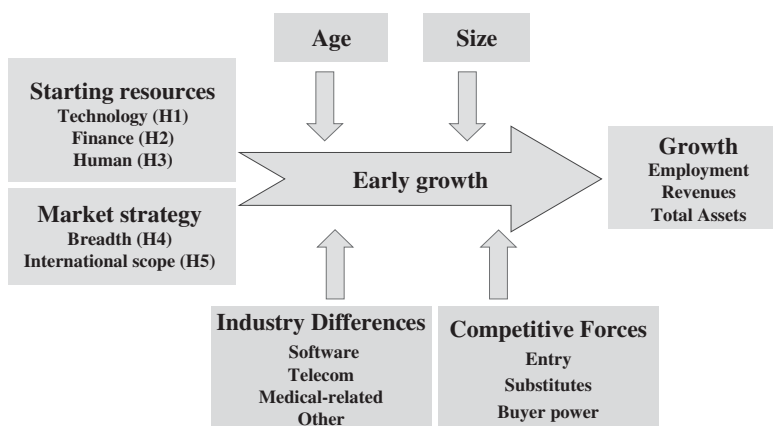 Age
Size
Starting resources
Technology (H1)
Finance (H2)
Human (H3)
Market strategy
Breadth (H4)
International scope (H5)
Early growth
Growth
Employment
Revenues
Total Assets
Industry Differences
Software
Telecom
Medical-related
Other
Competitive Forces
Entry
Substitutes
Buyer power